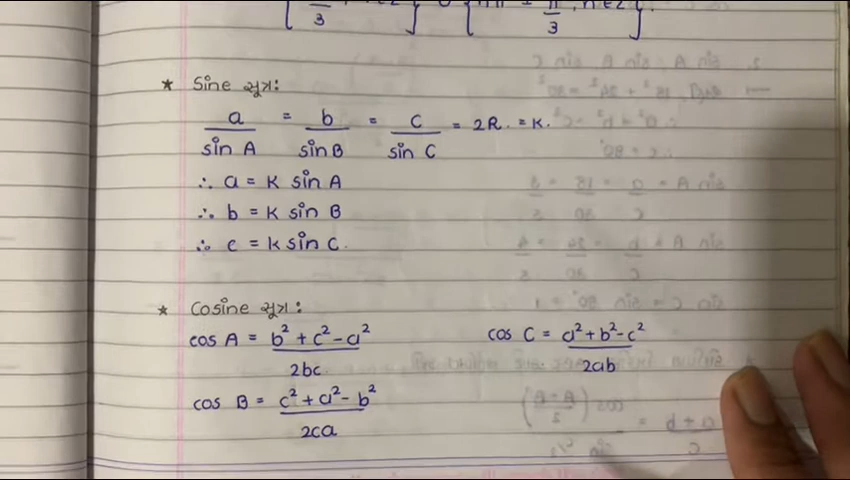 * Sine સૂત્ર:
a/sin A = b/sin B = c/sin C = 2R. = K.
∴ a = K sin A
∴ b = K sin B
∴ c = K sin C.
* Cosine સૂત્ર:
cos A = b² + c² - a² / 2bc
cos C = a² + b² - c² / 2ab
cos B = c² + a² - b² / 2ca